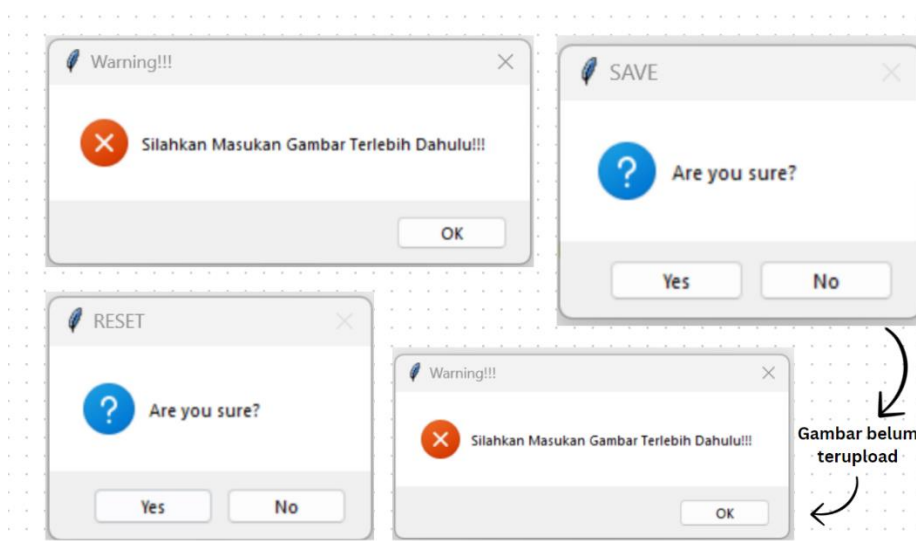 Warning!!!
Silahkan Masukan Gambar Terlebih Dahulu!!!
OK
SAVE
Are you sure?
Yes No
RESET
Are you sure?
Yes No
Warning!!!
Silahkan Masukan Gambar Terlebih Dahulu!!!
OK
Gambar belum
terupload